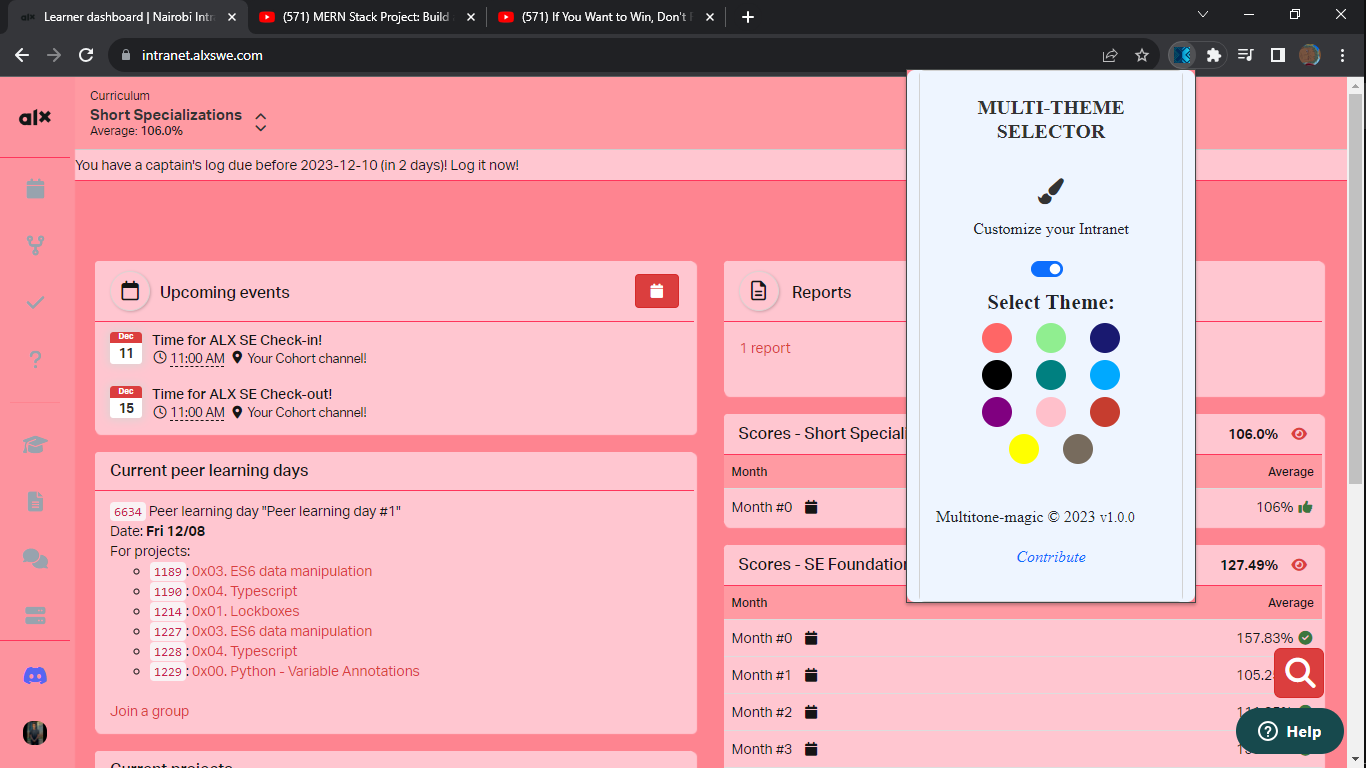 Learner dashboard | Nairobi Intr
(571) MERN Stack Project: Build
(571) If You Want to Win, Don't
intranet.alxswe.com
alx
Curriculum
Short Specializations
Average: 106.0%
You have a captain's log due before 2023-12-10 (in 2 days)! Log it now!
Upcoming events
Dec
11
Time for ALX SE Check-in!
11:00 AM Your Cohort channel!
Dec
15
Time for ALX SE Check-out!
11:00 AM Your Cohort channel!
Current peer learning days
6634 Peer learning day "Peer learning day #1"
Date: Fri 12/08
For projects:
1189: 0x03. ES6 data manipulation
1190: 0x04. Typescript
1214: 0x01. Lockboxes
1227: 0x03. ES6 data manipulation
1228: 0x04. Typescript
1229: 0x00. Python - Variable Annotations
Join a group
Current projects
Reports
1 report
Scores - Short Speciali
106.0%
Month Average
Month #0 106%
Scores - SE Foundation
127.49%
Month Average
Month #0 157.83%
Month #1 105.2
Month #2
Month #3
Help
MULTI-THEME
SELECTOR
Customize your Intranet
Select Theme:
Multitone-magic © 2023 v1.0.0
Contribute